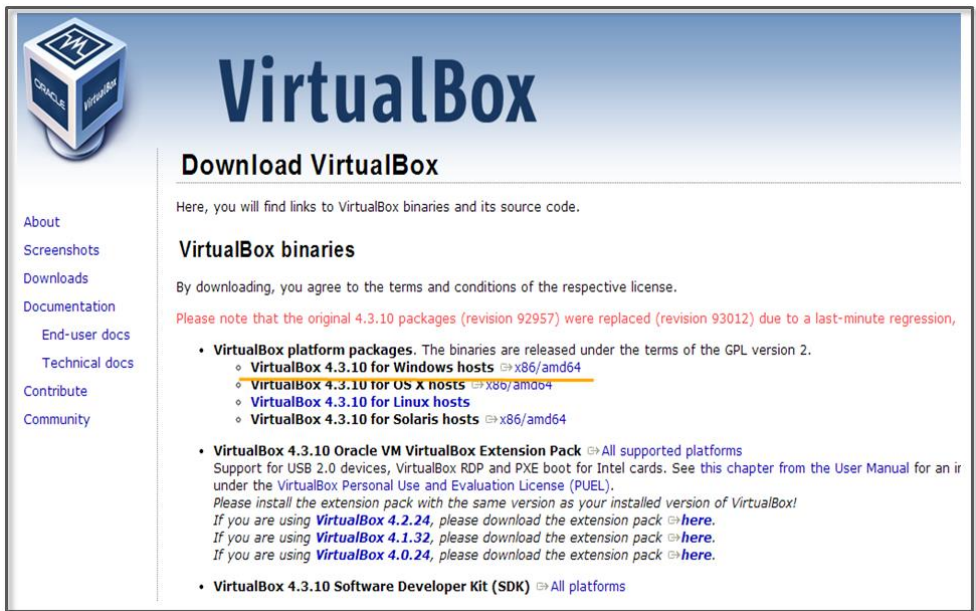 ORACLE
VirtualBox
VirtualBox
Download VirtualBox
Here, you will find links to VirtualBox binaries and its source code.
About
Screenshots
Downloads
Documentation
End-user docs
Technical docs
Contribute
Community
VirtualBox binaries
By downloading, you agree to the terms and conditions of the respective license.
Please note that the original 4.3.10 packages (revision 92957) were replaced (revision 93012) due to a last-minute regression,
• VirtualBox platform packages. The binaries are released under the terms of the GPL version 2.
VirtualBox 4.3.10 for Windows hosts x86/amd64
VirtualBox 4.3.10 for OS X hosts x86/amd64
VirtualBox 4.3.10 for Linux hosts
VirtualBox 4.3.10 for Solaris hosts x86/amd64
• VirtualBox 4.3.10 Oracle VM VirtualBox Extension Pack All supported platforms
Support for USB 2.0 devices, VirtualBox RDP and PXE boot for Intel cards. See this chapter from the User Manual for an
under the VirtualBox Personal Use and Evaluation License (PUEL).
Please install the extension pack with the same version as your installed version of VirtualBox!
If you are using VirtualBox 4.2.24, please download the extension pack here.
If you are using VirtualBox 4.1.32, please download the extension pack here.
If you are using VirtualBox 4.0.24, please download the extension pack here.
• VirtualBox 4.3.10 Software Developer Kit (SDK) All platforms